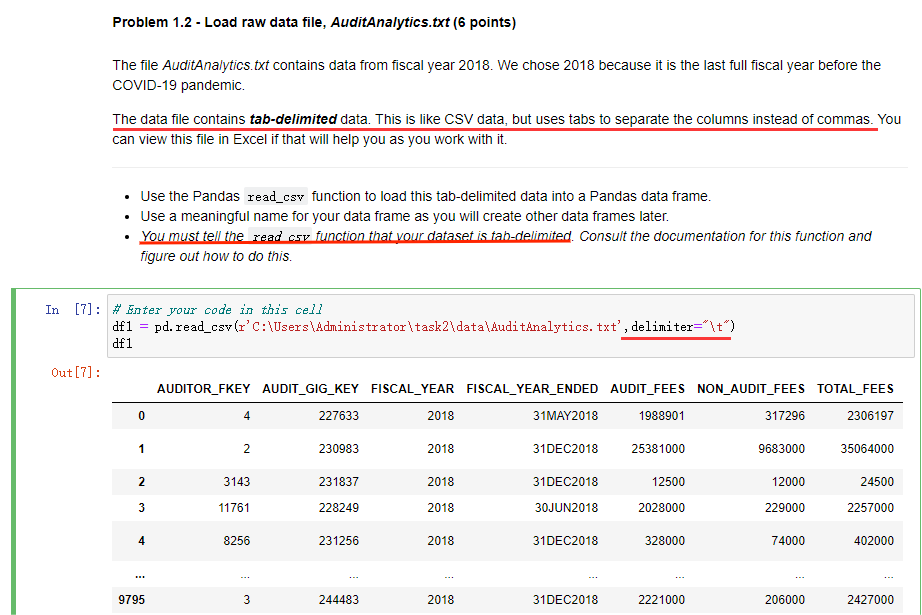 Problem 1.2 - Load raw data file, AuditAnalytics.txt (6 points)
The file AuditAnalytics.txt contains data from fiscal year 2018. We chose 2018 because it is the last full fiscal year before the
COVID-19 pandemic.
The data file contains tab-delimited data. This is like CSV data, but uses tabs to separate the columns instead of commas. You
can view this file in Excel if that will help you as you work with it.
• Use the Pandas read_csv function to load this tab-delimited data into a Pandas data frame.
• Use a meaningful name for your data frame as you will create other data frames later.
• You must tell the read_csv function that your dataset is tab-delimited. Consult the documentation for this function and
figure out how to do this.
In [7]: # Enter your code in this cell
df1 = pd.read_csv(r'C:\Users\Administrator\task2\data\AuditAnalytics.txt',delimiter="\t")
df1
Out[7]:
AUDITOR_FKEY AUDIT_GIG_KEY FISCAL_YEAR FISCAL_YEAR_ENDED AUDIT_FEES NON_AUDIT_FEES TOTAL_FEES
0 4 227633 2018 31MAY2018 1988901 317296 2306197
1 2 230983 2018 31DEC2018 25381000 9683000 35064000
2 3143 231837 2018 31DEC2018 12500 12000 24500
3 11761 228249 2018 30JUN2018 2028000 229000 2257000
4 8256 231256 2018 31DEC2018 328000 74000 402000
... ... ... ... ... ... ... ...
9795 3 244483 2018 31DEC2018 2221000 206000 2427000